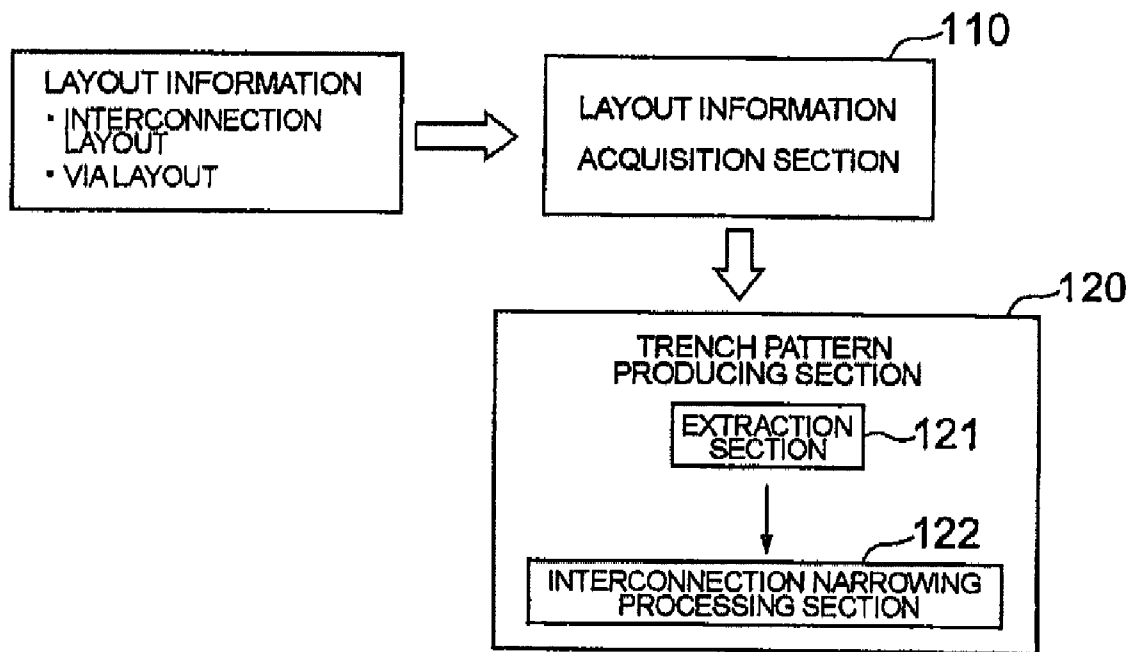 110
LAYOUT INFORMATION
• INTERCONNECTION
LAYOUT
• VIA LAYOUT
LAYOUT INFORMATION
ACQUISITION SECTION
120
TRENCH PATTERN
PRODUCING SECTION
EXTRACTION
SECTION
121
122
INTERCONNECTION NARROWING
PROCESSING SECTION